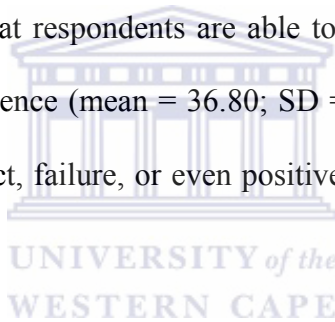 at respondents are able to
ence (mean = 36.80; SD =
ct, failure, or even positive
UNIVERSITY of the
WESTERN CAPE